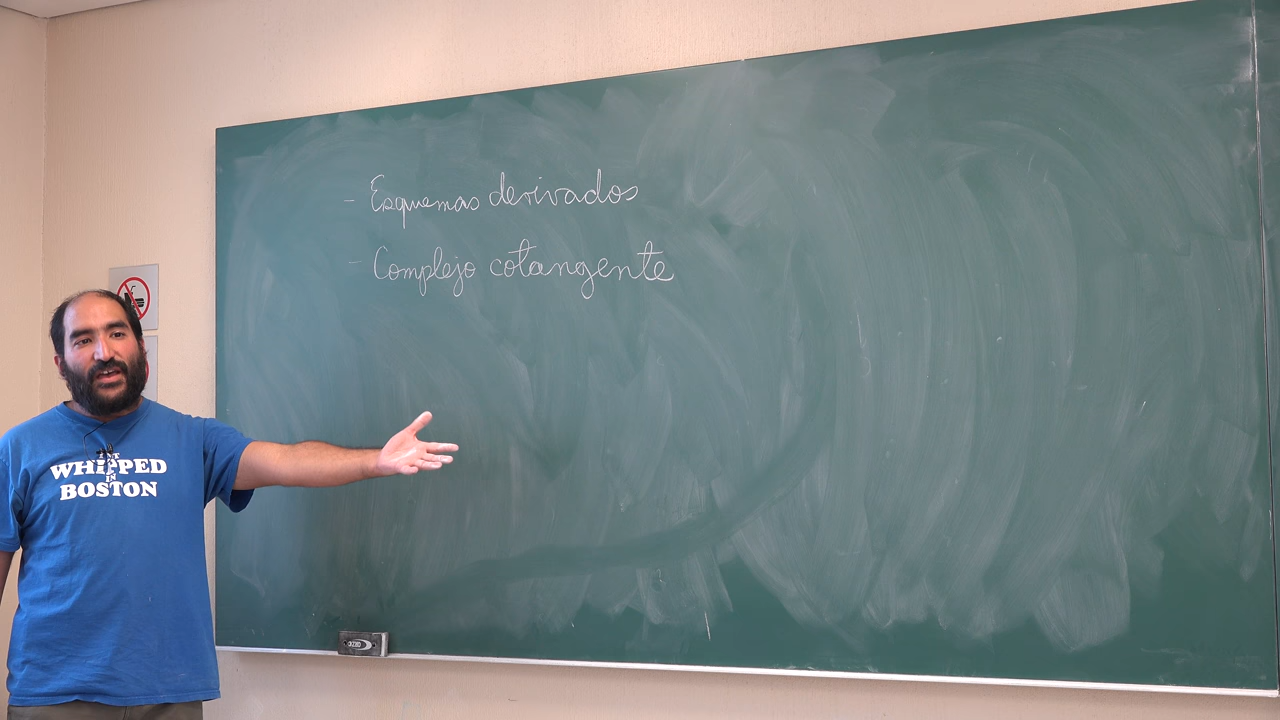 - Esquemas derivados
- Complejo cotangente
WHIPPED
IN
BOSTON